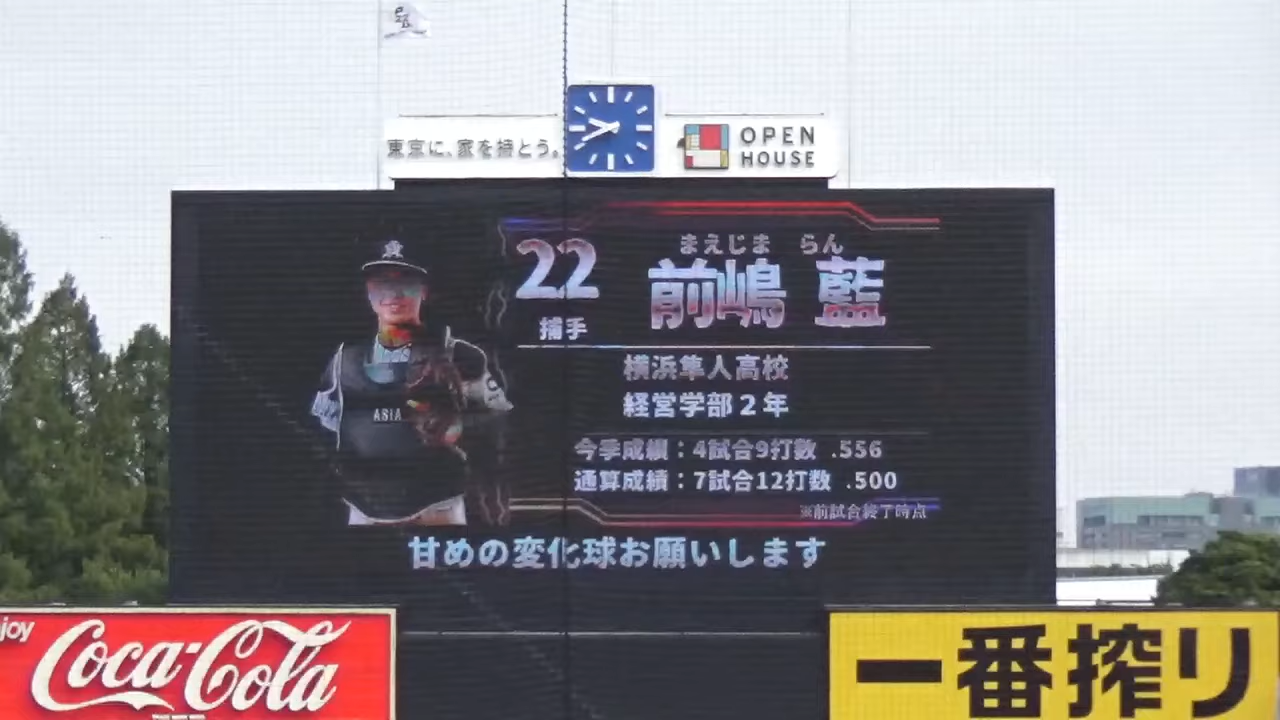 東京に、家を持とう。
OPEN
HOUSE
22
捕手
まえじま らん
前嶋 藍
横浜隼人高校
経営学部2年
今季成績：4試合9打数 .556
通算成績：7試合12打数 .500
※前試合終了時点
ASIA
甘めの変化球お願いします
njoy
Coca-Cola
一番搾り